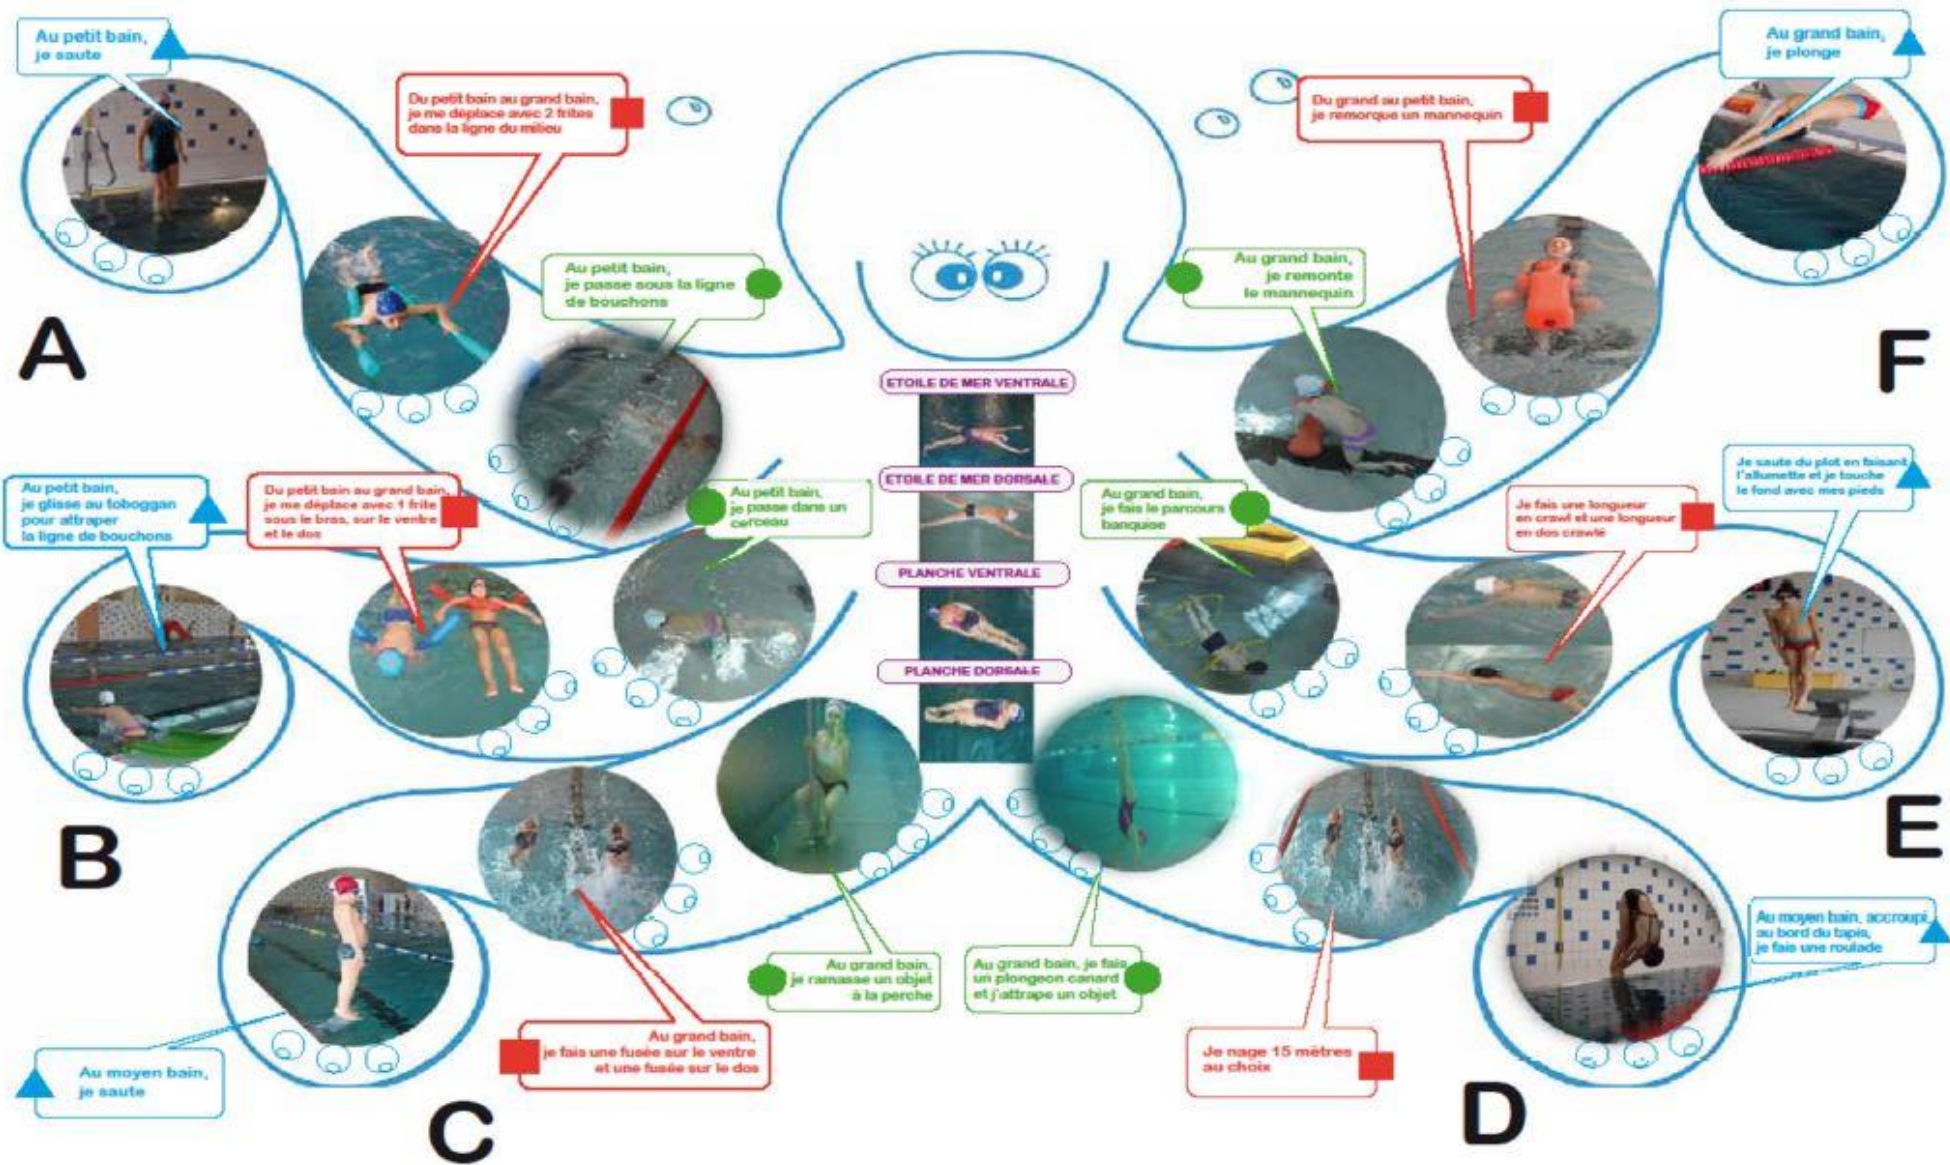 Au petit bain,
je saute
Du petit bain au grand bain,
je me déplace avec 2 frites
dans la ligne du milieu
Au petit bain,
je passe sous la ligne
de bouchons
A
Au grand bain,
je remonte
le mannequin
Du grand au petit bain,
je remorque un mannequin
Au grand bain,
je plonge
F
ETOILE DE MER VENTRALE
ETOILE DE MER DORSALE
PLANCHE VENTRALE
PLANCHE DORSALE
Au petit bain,
je glisse au toboggan
pour attraper
la ligne de bouchons
Du petit bain au grand bain,
je me déplace avec 1 frite
sous le bras, sur le ventre
et le dos
Au petit bain,
je passe dans un
cerceau
B
Au grand bain,
je fais le parcours
banquise
Je fais une longueur
en crawl et une longueur
en dos crawlé
Je saute du plot en faisant
l'allumette et je touche
le fond avec mes pieds
E
Au moyen bain,
je saute
Au grand bain,
je fais une fusée sur le ventre
et une fusée sur le dos
Au grand bain,
je ramasse un objet
à la perche
C
Au grand bain, je fais
un plongeon canard
et j'attrape un objet
Je nage 15 mètres
au choix
Au moyen bain, accroupi
au bord du tapis,
je fais une roulade
D